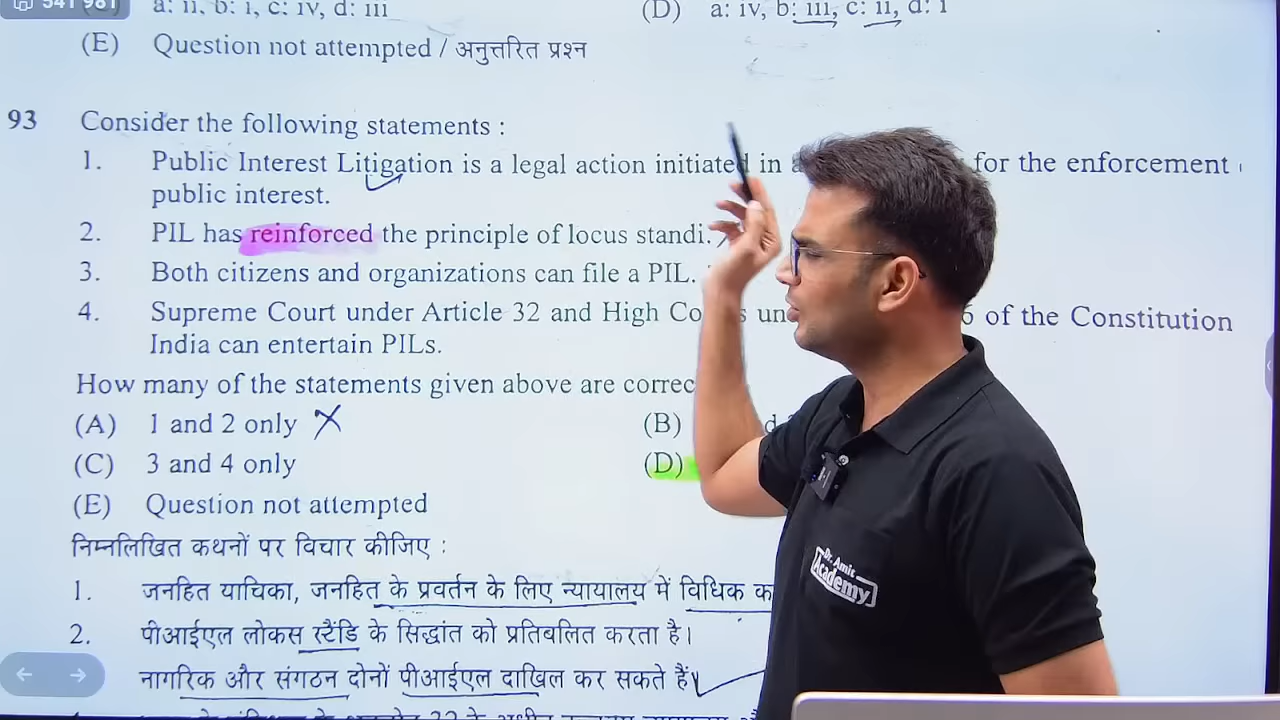 541 981
a: ii, b: i, c: iv, d: iii
(D) a: iv, b: iii, c: ii, d: i
(E) Question not attempted / अनुत्तरित प्रश्न
93 Consider the following statements :
1. Public Interest Litigation is a legal action initiated in for the enforcement
public interest.
2. PIL has reinforced the principle of locus standi.
3. Both citizens and organizations can file a PIL.
4. Supreme Court under Article 32 and High of the Constitution
India can entertain PILs.
How many of the statements given above are
(A) 1 and 2 only
(B)
(C) 3 and 4 only
(D)
(E) Question not attempted
निम्नलिखित कथनों पर विचार कीजिए :
1. जनहित याचिका, जनहित के प्रवर्तन के लिए न्यायालय में विधिक
2. पीआईएल लोकस स्टैंडि के सिद्धांत को प्रतिबलित करता है।
नागरिक और संगठन दोनों पीआईएल दाखिल कर सकते हैं।
Dr. Amit
Academy